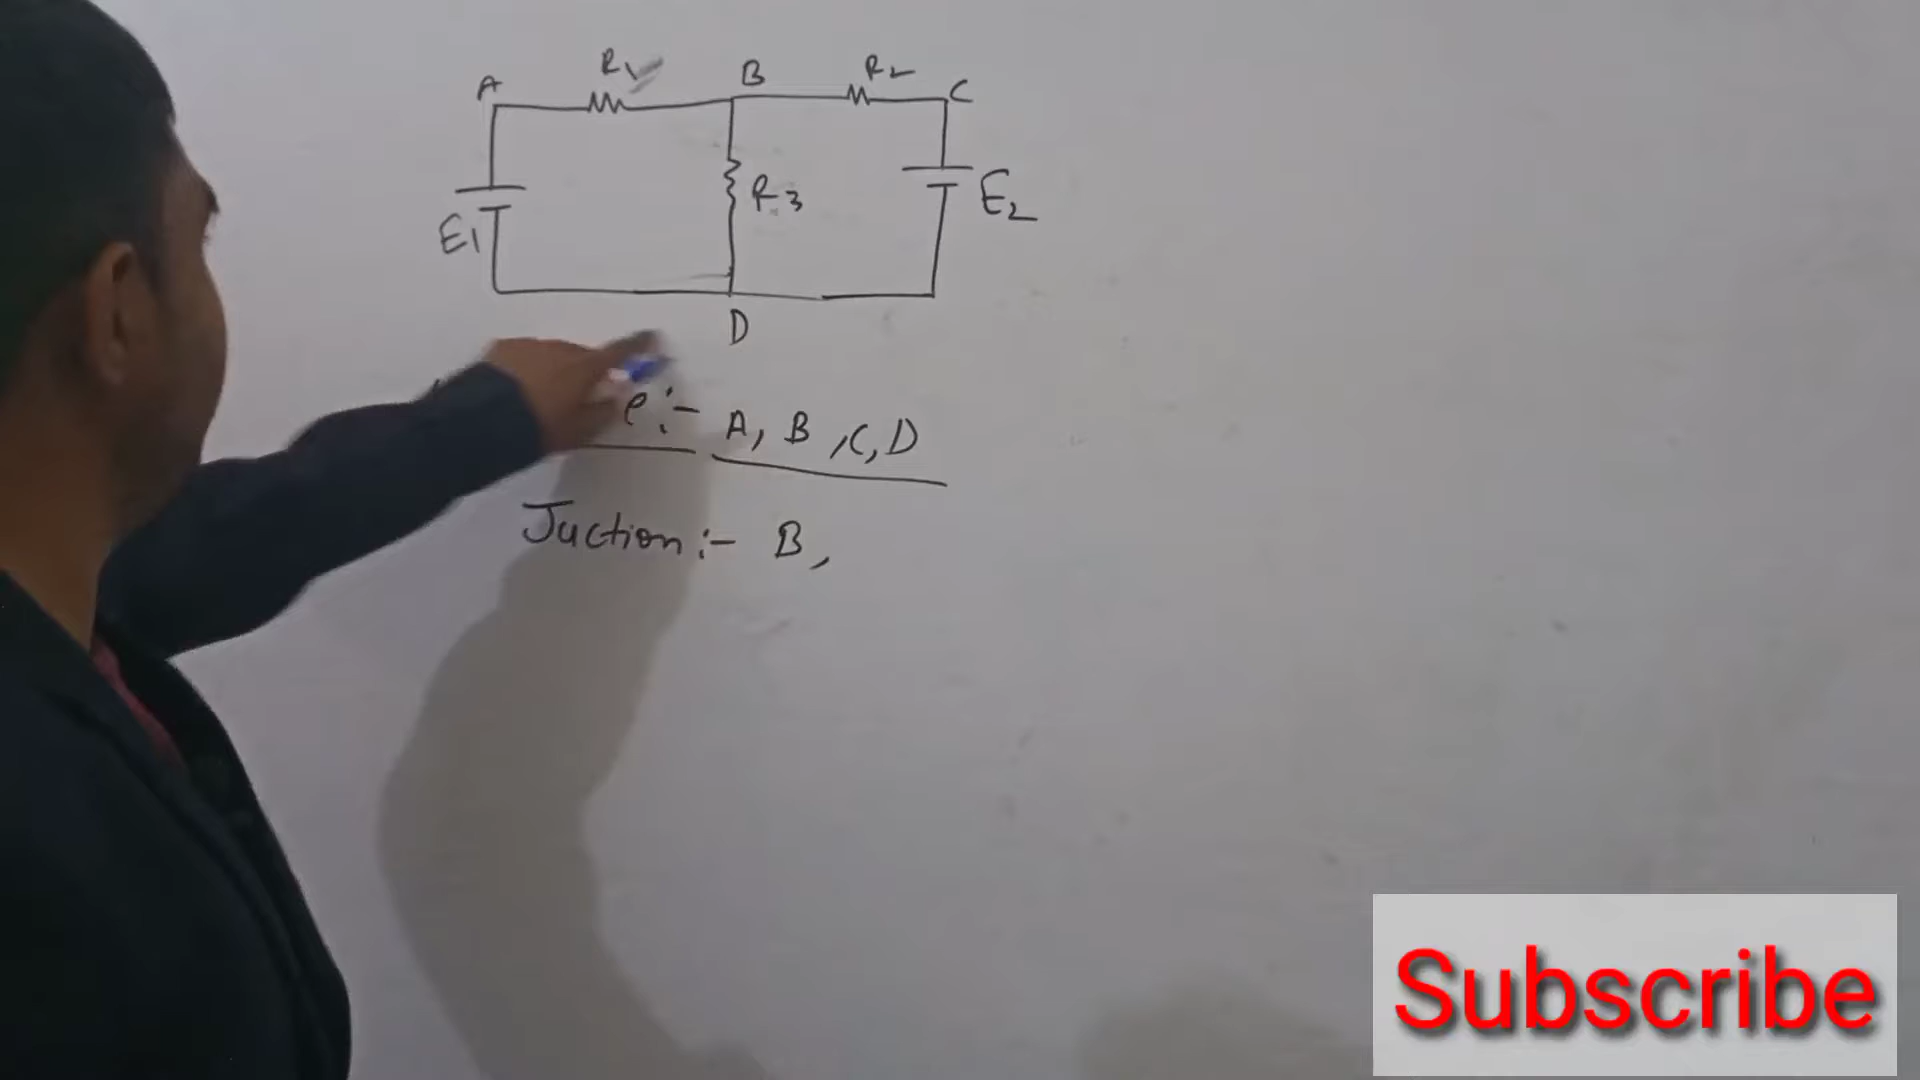 R1
B
R2
A
C
R3
E2
E1
D
e:- A, B, C, D
Juction:- B,
Subscribe